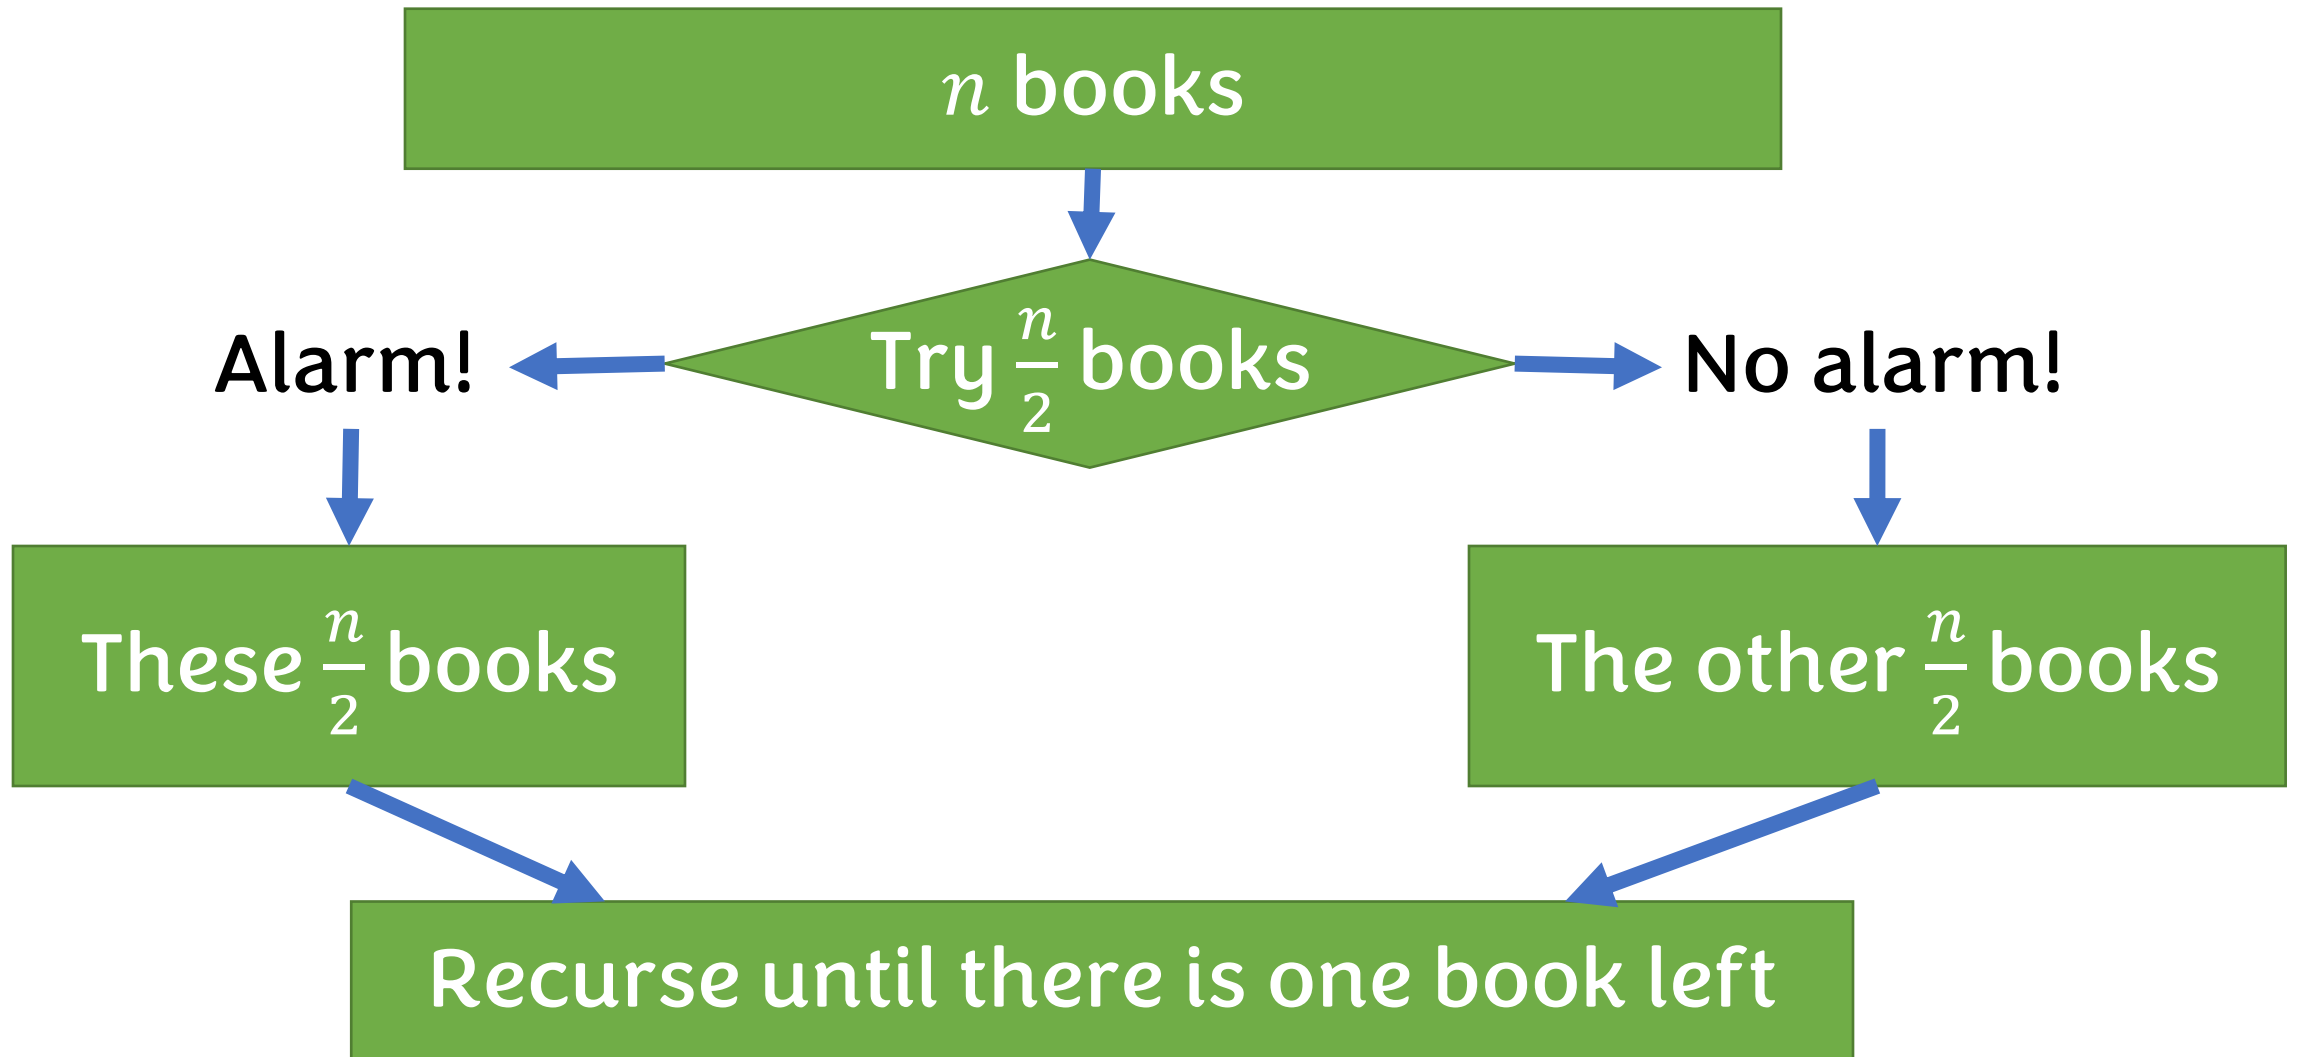 n books
Try n/2 books
Alarm!
No alarm!
These n/2 books
The other n/2 books
Recurse until there is one book left